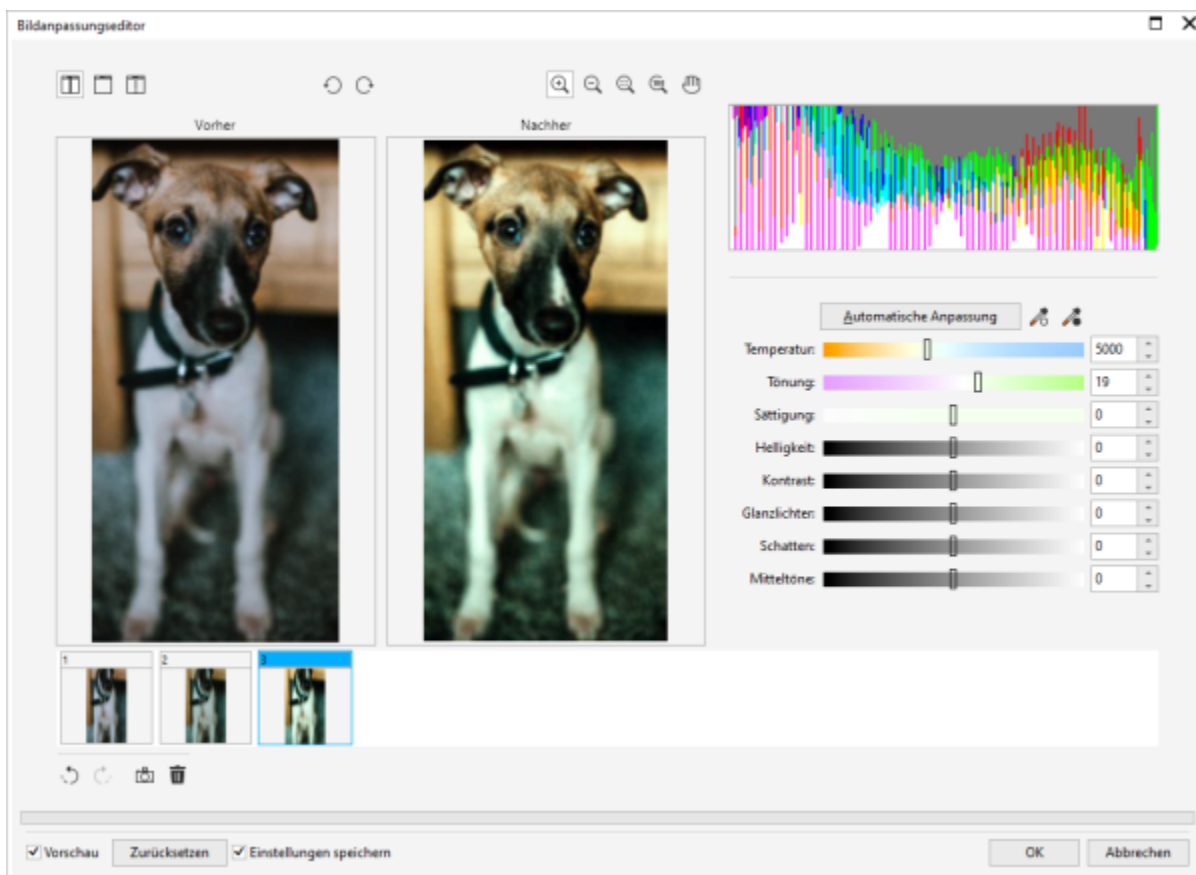 Bildanpassungseditor
Vorher
Nachher
Automatische Anpassung
Temperatur: 5000
Tönung: 19
Sättigung: 0
Helligkeit: 0
Kontrast: 0
Glanzlichter: 0
Schatten: 0
Mitteltöne: 0
1 2 3
Vorschau Zurücksetzen Einstellungen speichern OK Abbrechen